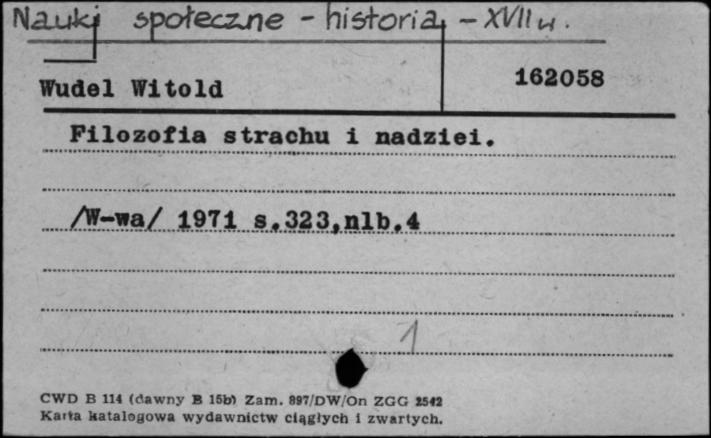 Nauki społeczne - historia - XVII w.
Wudel Witold
162058
Filozofia strachu i nadziei.
/W-wa/ 1971 s.323,nlb.4
1
CWD B 114 (dawny B 15b) Zam. 897/DW/On ZGG 2542
Karta katalogowa wydawnictw ciągłych i zwartych.